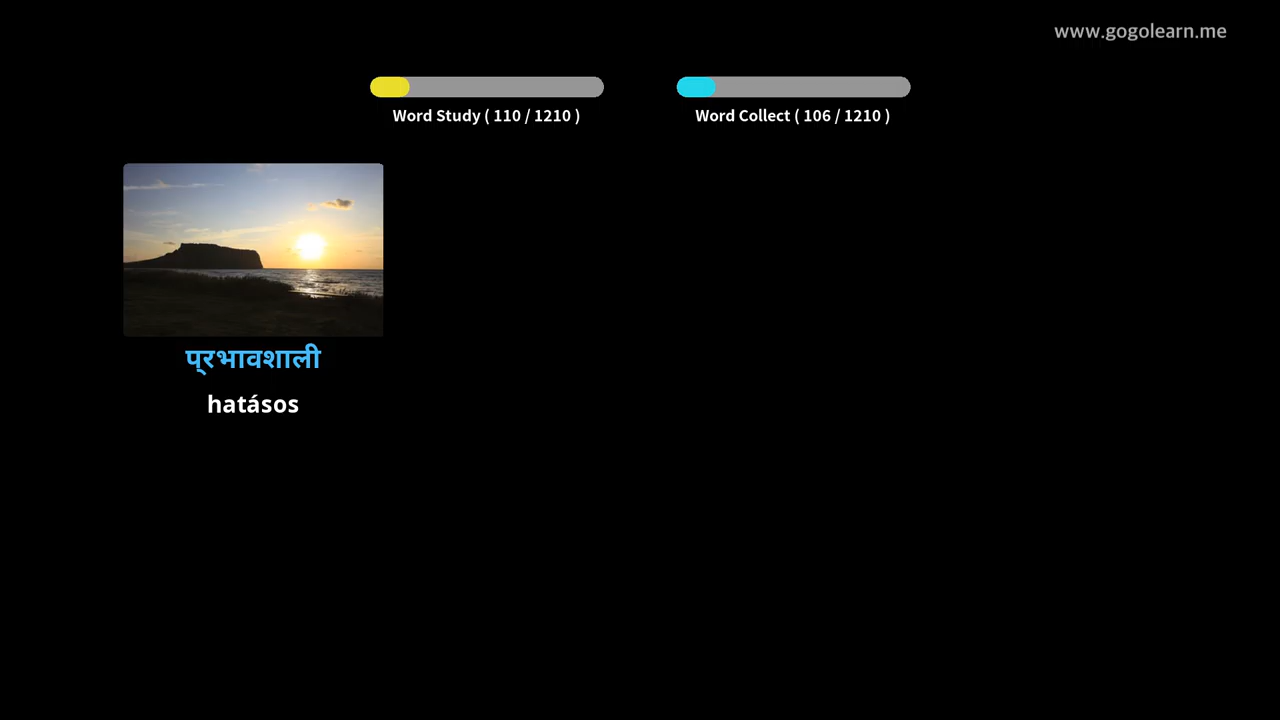 www.gogolearn.me
Word Study ( 110 / 1210 )
Word Collect ( 106 / 1210 )
प्रभावशाली
hatásos